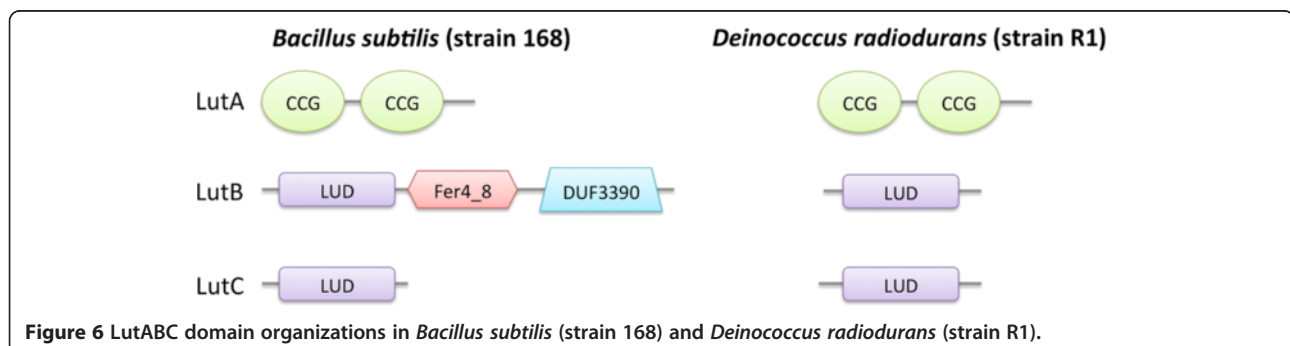 Bacillus subtilis (strain 168) Deinococcus radiodurans (strain R1)
LutA CCG CCG CCG CCG
LutB LUD Fer4_8 DUF3390 LUD
LutC LUD LUD
Figure 6 LutABC domain organizations in Bacillus subtilis (strain 168) and Deinococcus radiodurans (strain R1).